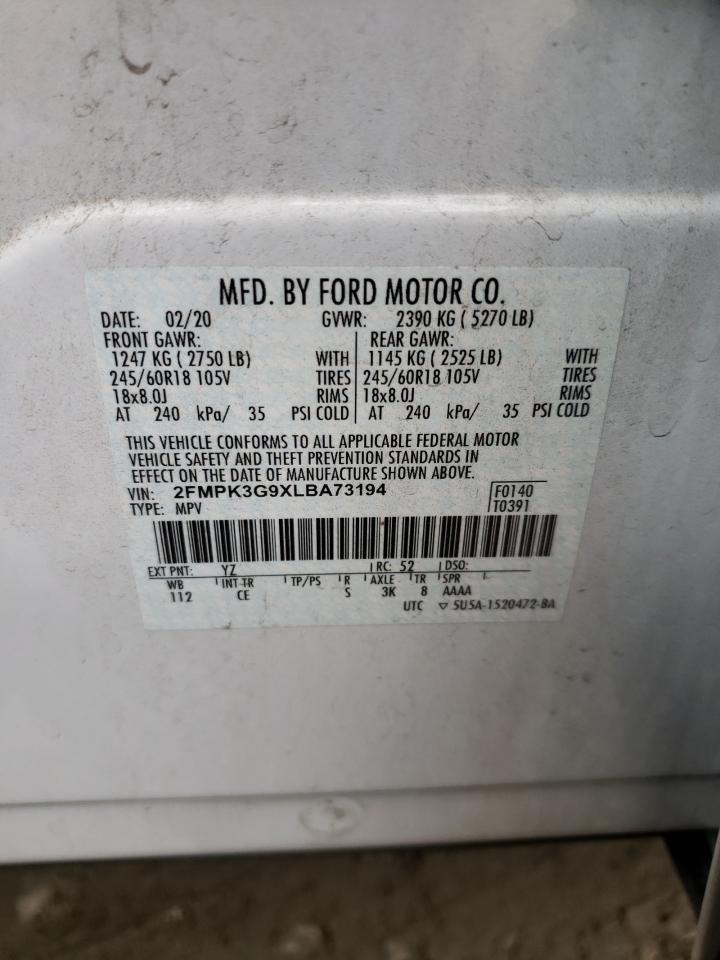 MFD. BY FORD MOTOR CO.
DATE: 02/20 GVWR: 2390 KG ( 5270 LB)
FRONT GAWR: REAR GAWR:
1247 KG ( 2750 LB) WITH 1145 KG ( 2525 LB) WITH
245/60R18 105V TIRES 245/60R18 105V TIRES
18x8.0J RIMS 18x8.0J RIMS
AT 240 kPa/ 35 PSI COLD AT 240 kPa/ 35 PSI COLD
THIS VEHICLE CONFORMS TO ALL APPLICABLE FEDERAL MOTOR
VEHICLE SAFETY AND THEFT PREVENTION STANDARDS IN
EFFECT ON THE DATE OF MANUFACTURE SHOWN ABOVE.
VIN: 2FMPK3G9XLBA73194 F0140
TYPE: MPV T0391
EXT PNT: YZ RC: 52 DSO:
WB INT TR TP/PS R AXLE TR SPR
112 CE S 3K 8 AAAA
UTC ▽ 5U5A-1520472-BA